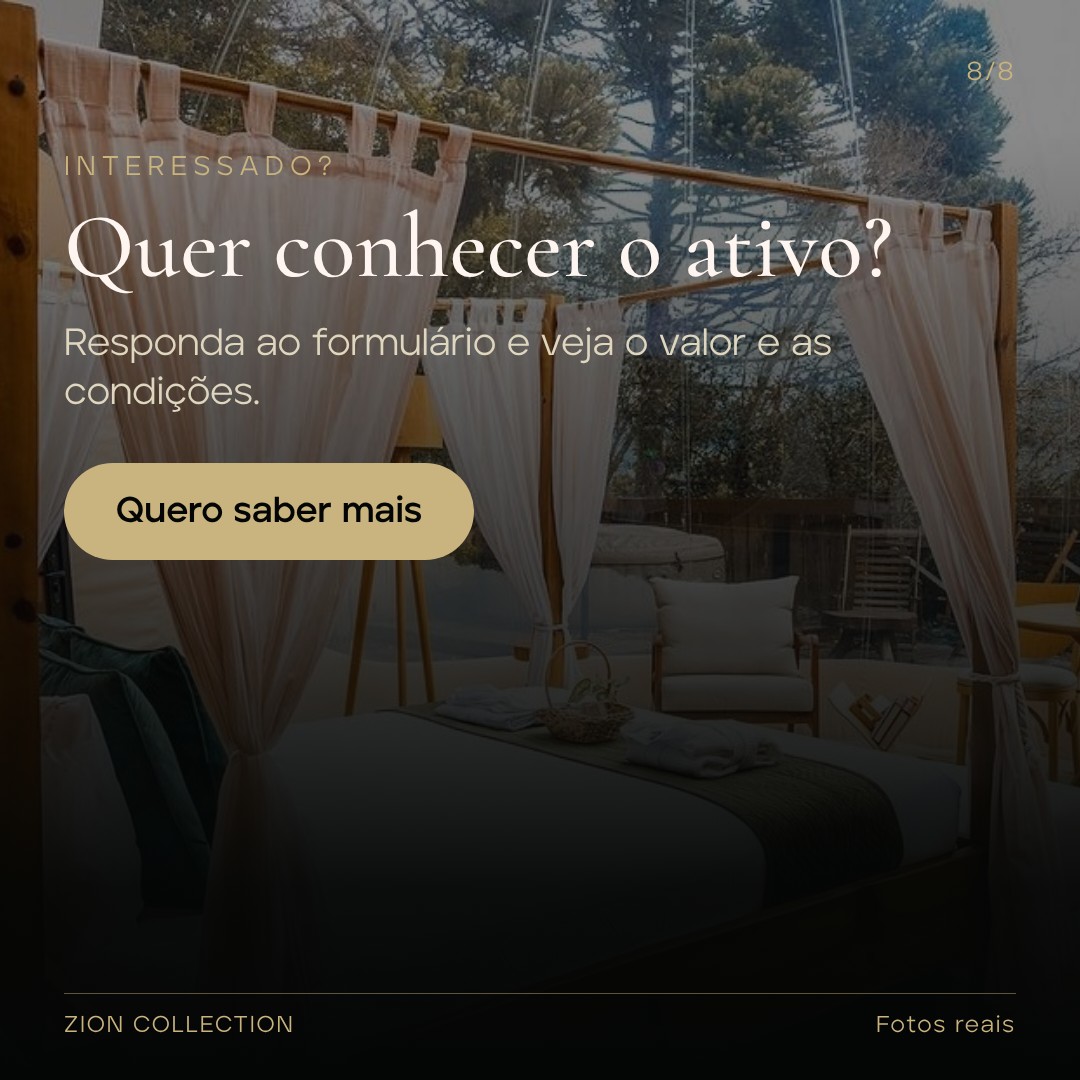 8/8
INTERESSADO?
Quer conhecer o ativo?
Responda ao formulário e veja o valor e as
condições.
Quero saber mais
ZION COLLECTION
Fotos reais